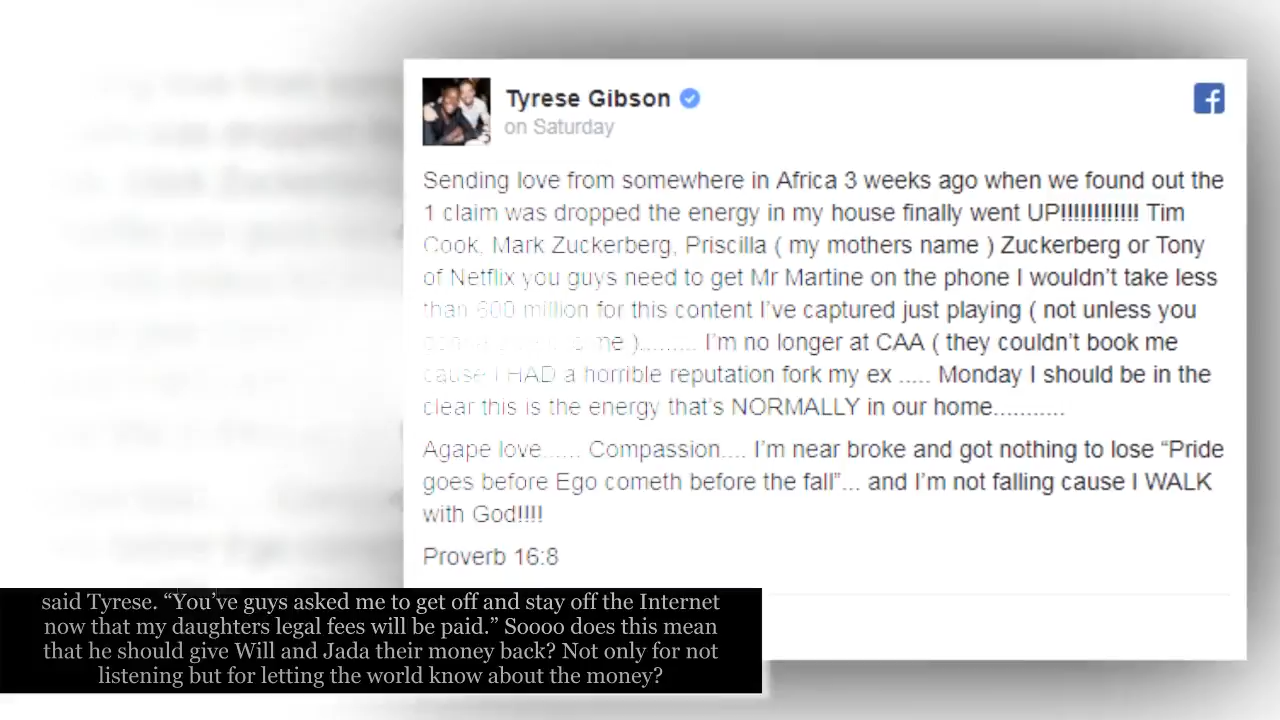 Tyrese Gibson
on Saturday
Sending love from somewhere in Africa 3 weeks ago when we found out the
1 claim was dropped the energy in my house finally went UP!!!!!!!!!!!! Tim
Cook, Mark Zuckerberg, Priscilla ( my mothers name ) Zuckerberg or Tony
of Netflix you guys need to get Mr Martine on the phone I wouldn't take less
than 600 million for this content I've captured just playing ( not unless you
me )......... I'm no longer at CAA ( they couldn't book me
cause I HAD a horrible reputation fork my ex ..... Monday I should be in the
clear this is the energy that's NORMALLY in our home...........
Agape love...... Compassion.... I'm near broke and got nothing to lose “Pride
goes before Ego cometh before the fall”... and I'm not falling cause I WALK
with God!!!!
Proverb 16:8
said Tyrese. “You’ve guys asked me to get off and stay off the Internet
now that my daughters legal fees will be paid.” Soooo does this mean
that he should give Will and Jada their money back? Not only for not
listening but for letting the world know about the money?